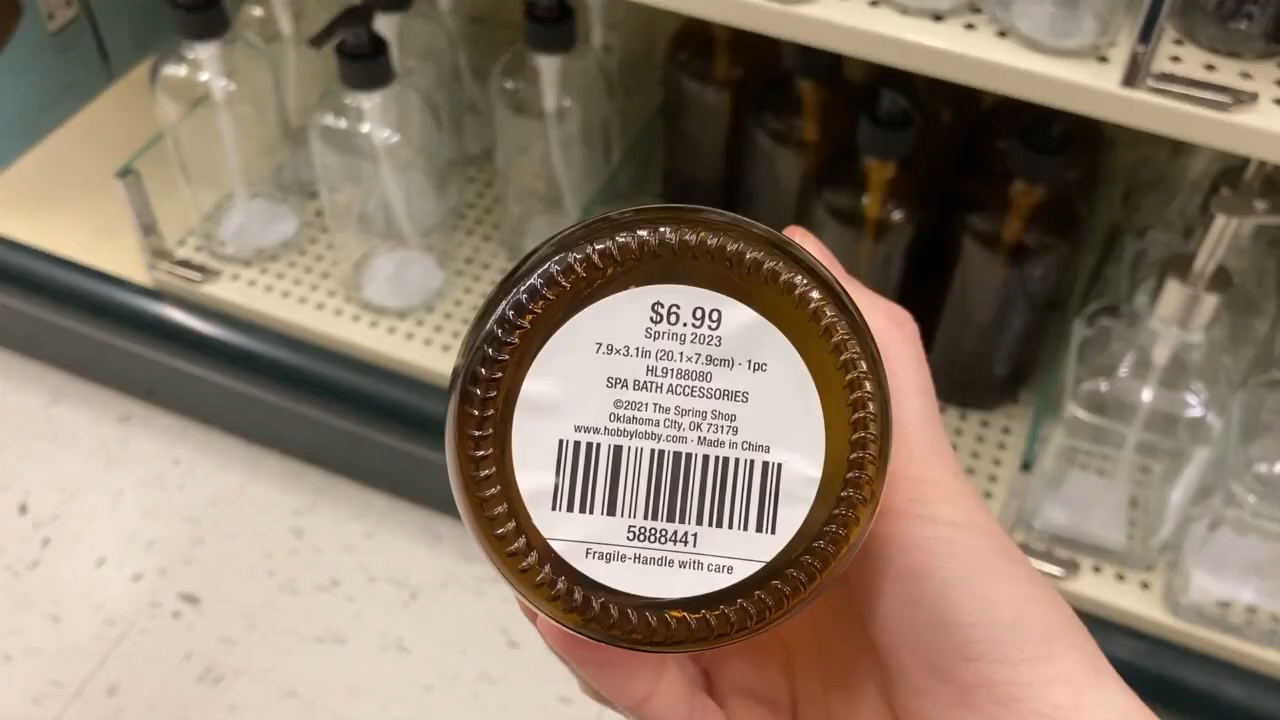 $6.99
Spring 2023
7.9×3.1in (20.1×7.9cm) · 1pc
HL9188080
SPA BATH ACCESSORIES
©2021 The Spring Shop
Oklahoma City, OK 73179
www.hobbylobby.com · Made in China
5888441
Fragile-Handle with care